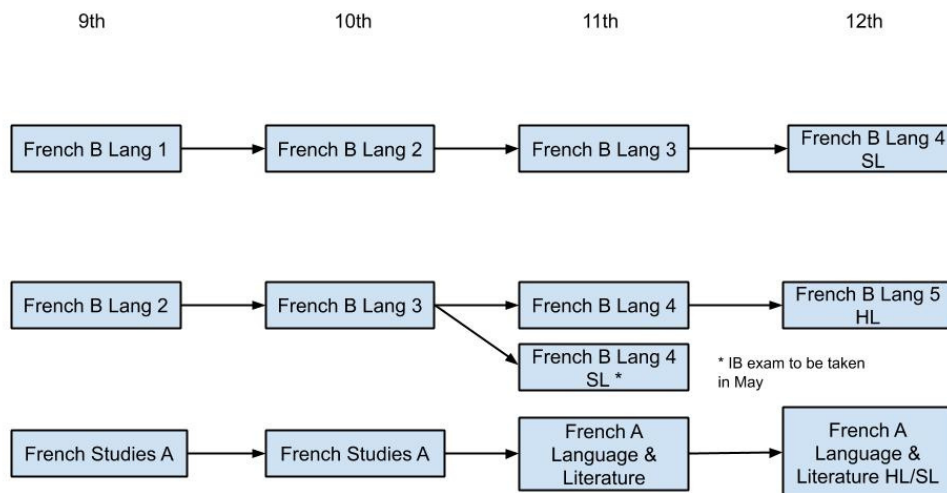 9th
10th
11th
12th
French B Lang 1
French B Lang 2
French B Lang 3
French B Lang 4
SL
French B Lang 2
French B Lang 3
French B Lang 4
French B Lang 5
HL
French B Lang 4
SL *
* IB exam to be taken
in May
French Studies A
French Studies A
French A
Language &
Literature
French A
Language &
Literature HL/SL